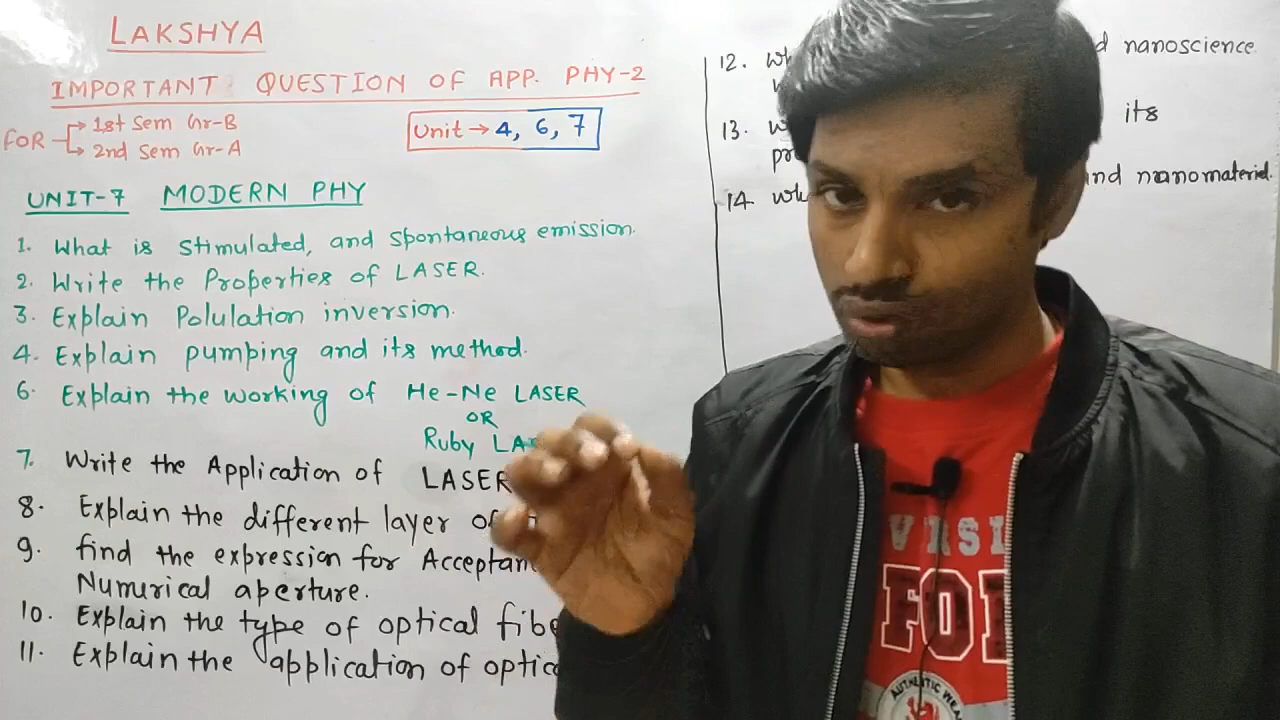 LAKSHYA
IMPORTANT QUESTION OF APP. PHY-2
FOR → 1st Sem Gr-B
→ 2nd Sem Gr-A
Unit → 4, 6, 7
UNIT-7 MODERN PHY
1. What is stimulated, and spontaneous emission.
2. Write the Properties of LASER.
3. Explain Polulation inversion.
4. Explain pumping and its method.
6. Explain the working of He-Ne LASER
OR
Ruby
7. Write the Application of LASER
8. Explain the different layer
9. find the expression for
Numerical aperture.
10. Explain the type of optical
11. Explain the application of
12. nanoscience
13. its
14. and nanomaterial.
AUTHENTIC